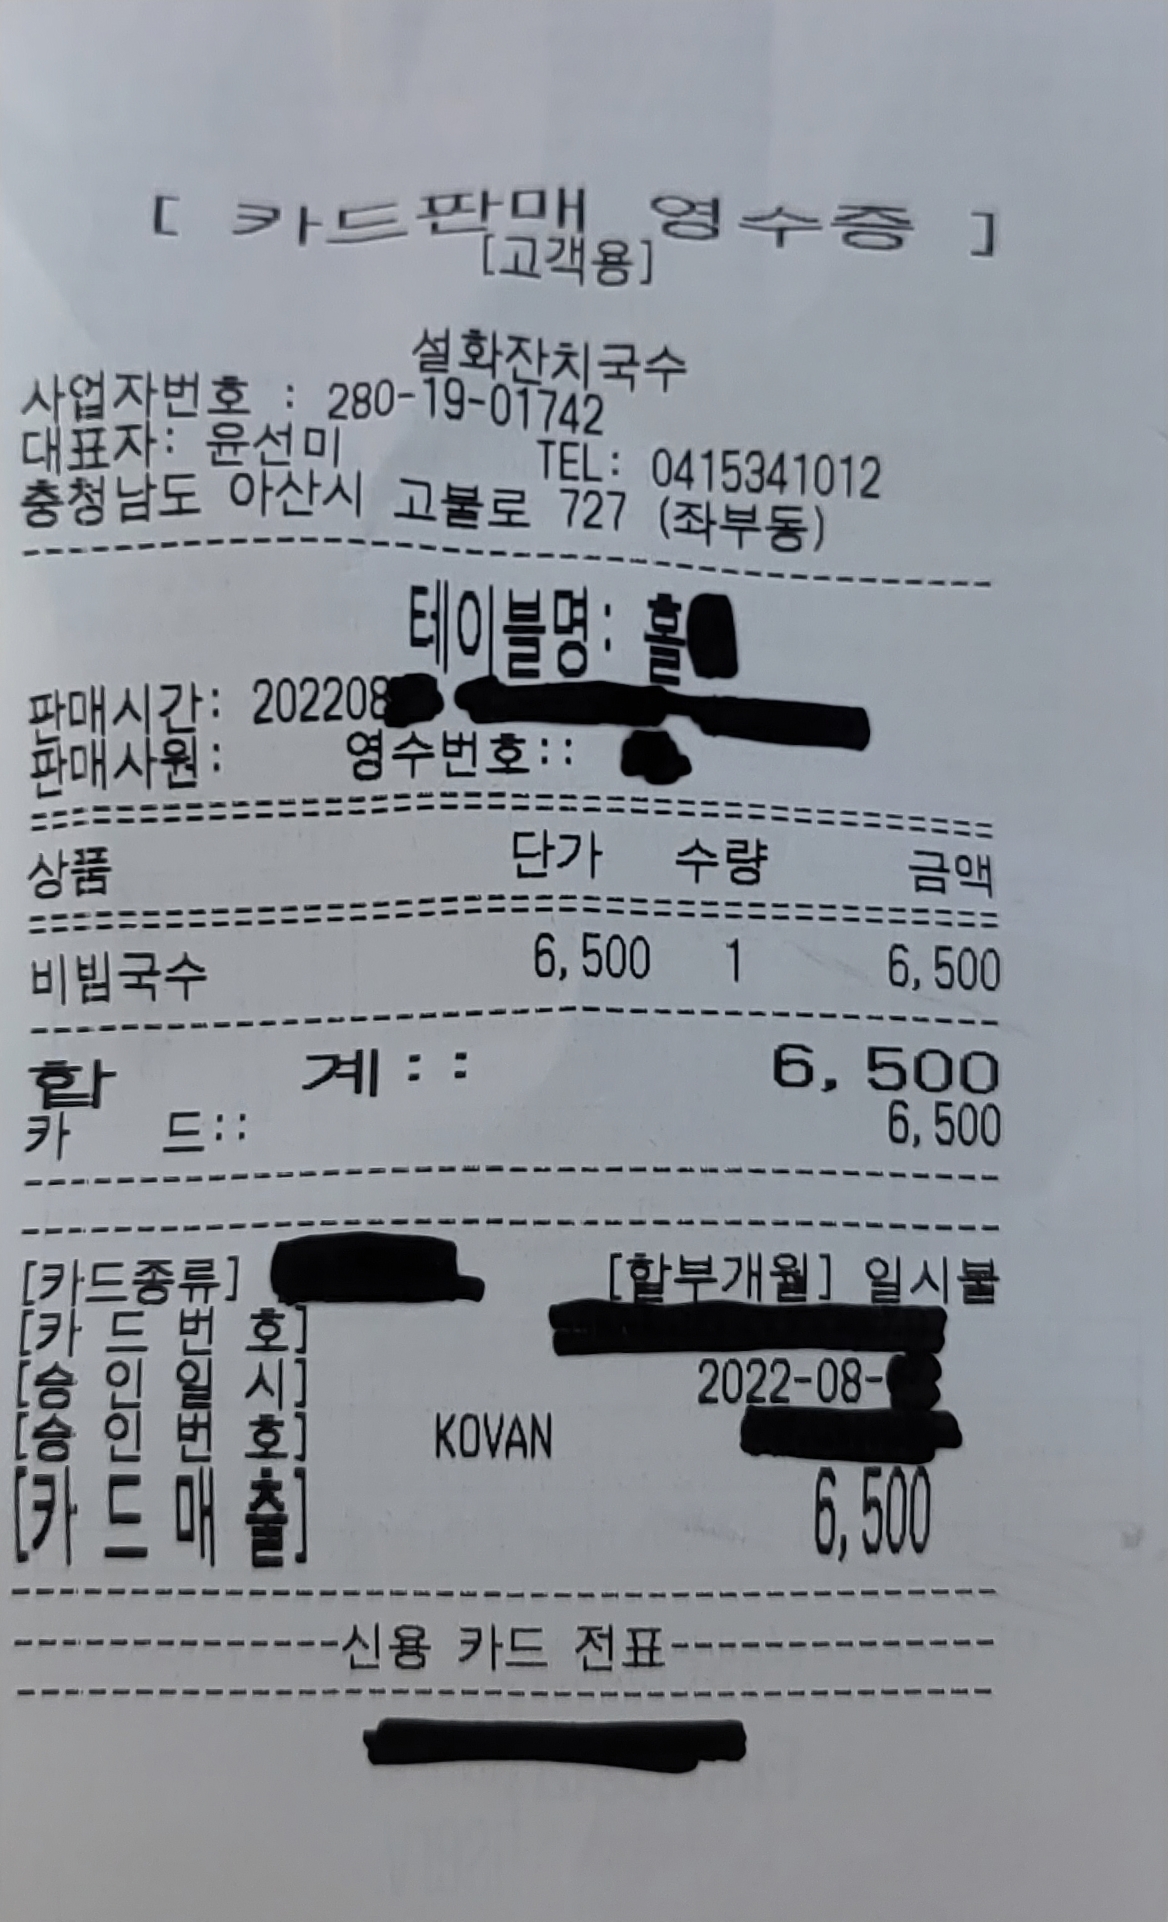 [ 카드판매 영수증 ]
[고객용]
설화잔치국수
사업자번호 : 280-19-01742
대표자: 윤선미 TEL: 0415341012
충청남도 아산시 고불로 727 (좌부동)
테이블명: 홀
판매시간: 202208
판매사원: 영수번호::
상품 단가 수량 금액
비빔국수 6,500 1 6,500
합 계:: 6,500
카 드:: 6,500
[카드종류] [할부개월] 일시불
[카 드 번 호]
[승 인 일 시] 2022-08-
[승 인 번 호] KOVAN
[카 드 매 출] 6,500
-------------신용 카드 전표-------------